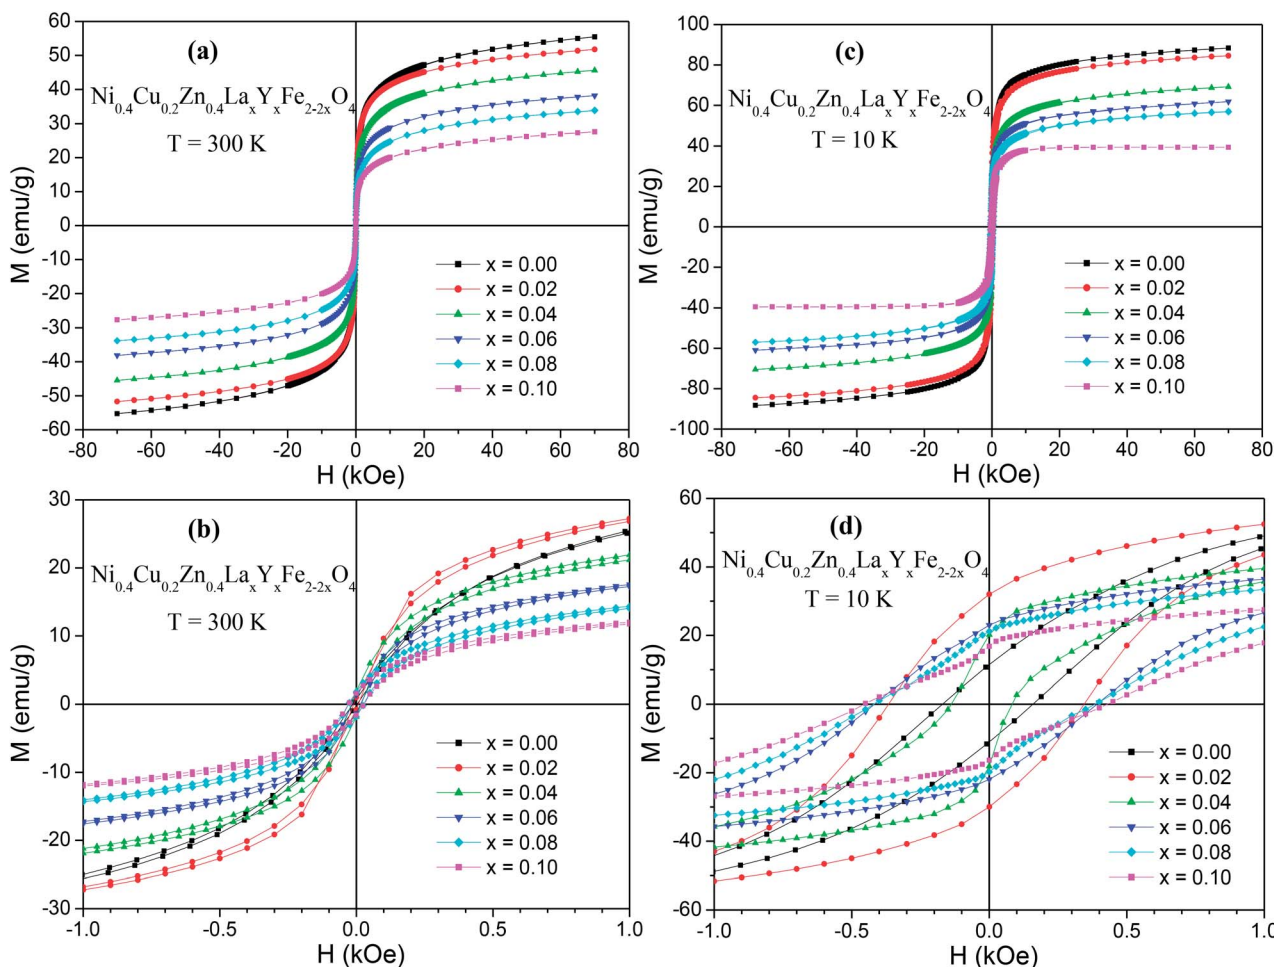 (a)
Ni0.4Cu0.2Zn0.4LaxYxFe2-2xO4
T = 300 K
M (emu/g)
60
50
40
30
20
10
0
-10
-20
-30
-40
-50
-60
x = 0.00
x = 0.02
x = 0.04
x = 0.06
x = 0.08
x = 0.10
-80 -60 -40 -20 0 20 40 60 80
H (kOe)
(c)
Ni0.4Cu0.2Zn0.4LaxYxFe2-2xO4
T = 10 K
M (emu/g)
100
80
60
40
20
0
-20
-40
-60
-80
-100
x = 0.00
x = 0.02
x = 0.04
x = 0.06
x = 0.08
x = 0.10
-80 -60 -40 -20 0 20 40 60 80
H (kOe)
(b)
Ni0.4Cu0.2Zn0.4LaxYxFe2-2xO4
T = 300 K
M (emu/g)
30
20
10
0
-10
-20
-30
x = 0.00
x = 0.02
x = 0.04
x = 0.06
x = 0.08
x = 0.10
-1.0 -0.5 0.0 0.5 1.0
H (kOe)
(d)
Ni0.4Cu0.2Zn0.4LaxYxFe2-2xO4
T = 10 K
M (emu/g)
60
40
20
0
-20
-40
-60
x = 0.00
x = 0.02
x = 0.04
x = 0.06
x = 0.08
x = 0.10
-1.0 -0.5 0.0 0.5 1.0
H (kOe)